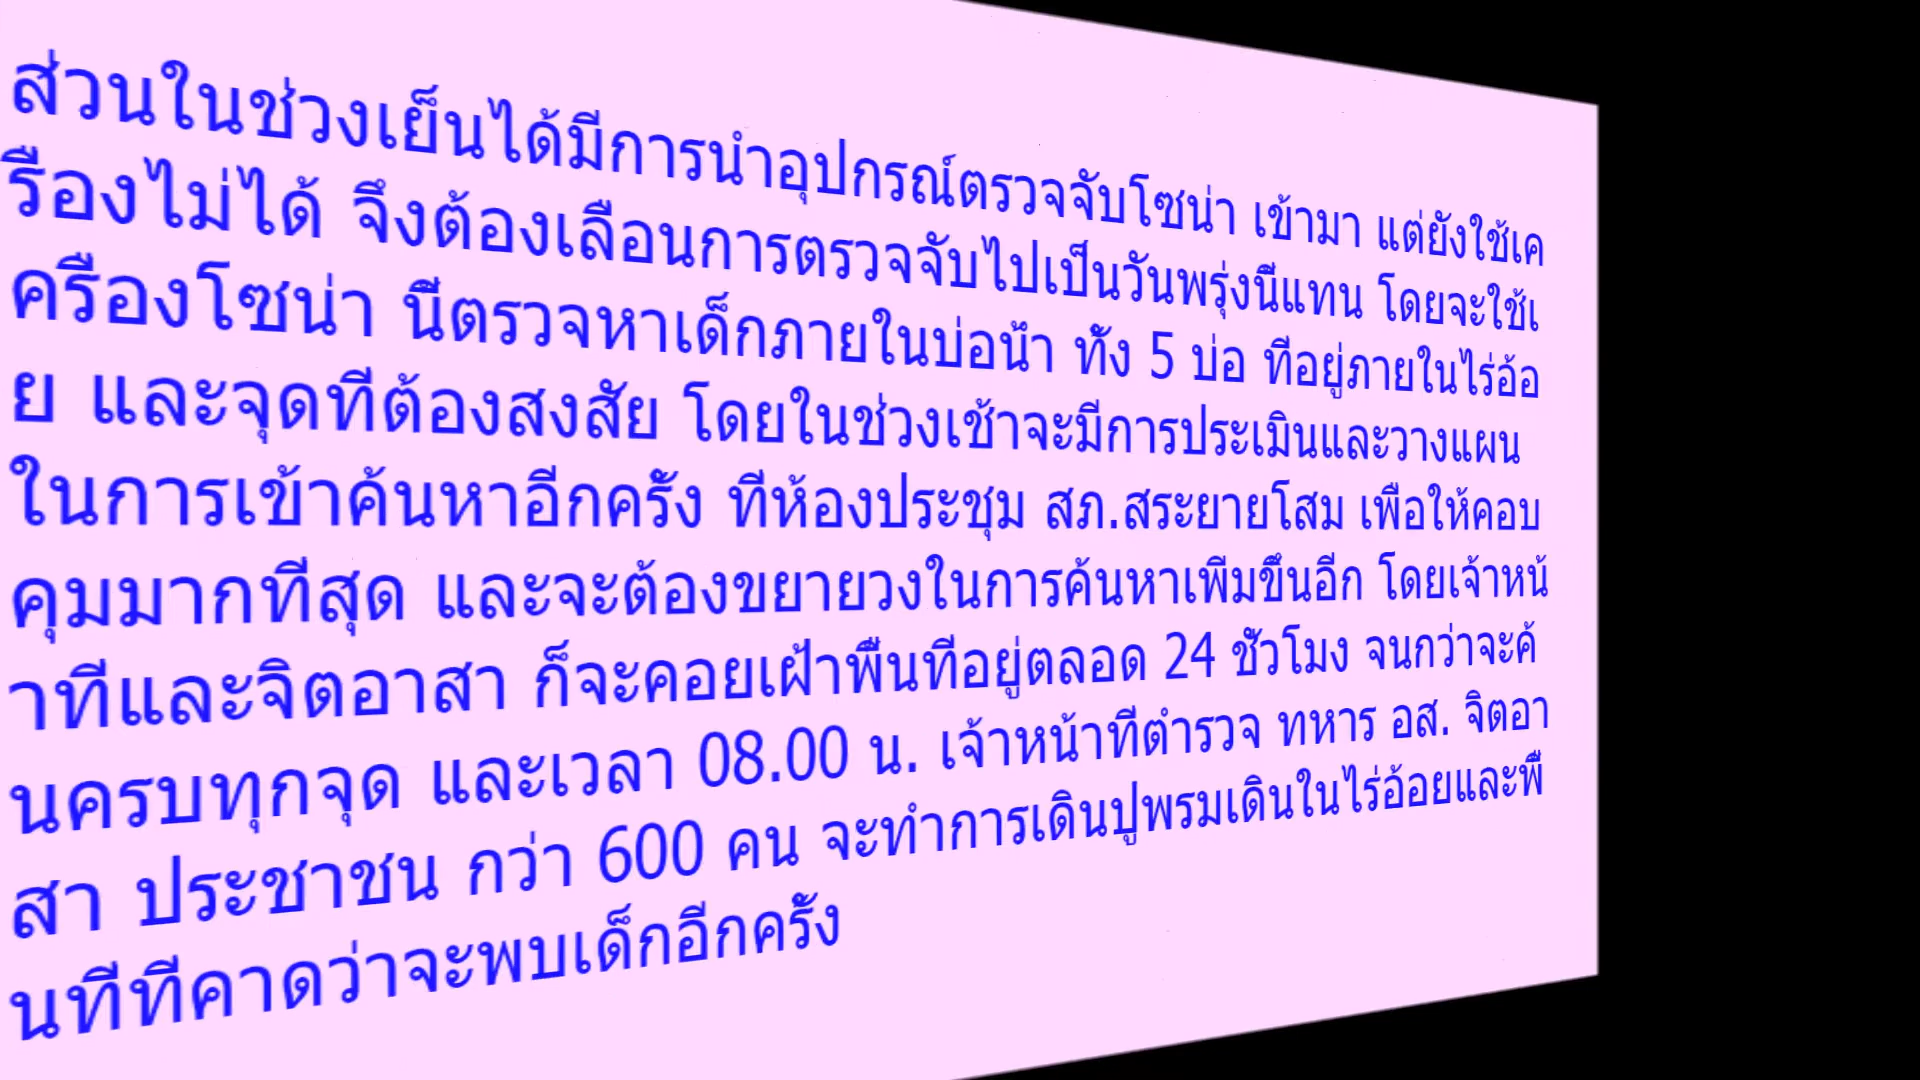 ส่วนในช่วงเย็นได้มีการนำอุปกรณ์ตรวจจับโซน่า เข้ามา แต่ยังใช้เค
รื่องไม่ได้ จึงต้องเลื่อนการตรวจจับไปเป็นวันพรุ่งนี้แทน โดยจะใช้เ
ครื่องโซน่า นี้ตรวจหาเด็กภายในบ่อน้ำ ทั้ง 5 บ่อ ที่อยู่ภายในไร่อ้อ
ย และจุดที่ต้องสงสัย โดยในช่วงเช้าจะมีการประเมินและวางแผน
ในการเข้าค้นหาอีกครั้ง ที่ห้องประชุม สภ.สระยายโสม เพื่อให้คอบ
คุมมากที่สุด และจะต้องขยายวงในการค้นหาเพิ่มขึ้นอีก โดยเจ้าหน้
าที่และจิตอาสา ก็จะคอยเฝ้าพื้นที่อยู่ตลอด 24 ชั่วโมง จนกว่าจะค้
นครบทุกจุด และเวลา 08.00 น. เจ้าหน้าที่ตำรวจ ทหาร อส. จิตอา
สา ประชาชน กว่า 600 คน จะทำการเดินปูพรมเดินในไร่อ้อยและพื้
นที่ที่คาดว่าจะพบเด็กอีกครั้ง